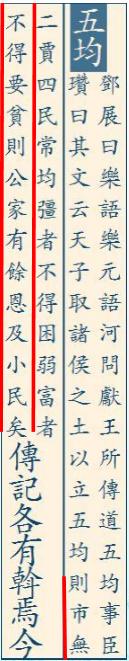 五均
鄧展曰樂語樂元語河問獻王所傳道五均事臣
瓚曰其文云天子取諸侯之土以立五均則市無
二賈四民常均彊者不得困弱富者
不得要貧則公家有餘恩及小民矣
傳記各有斡焉今